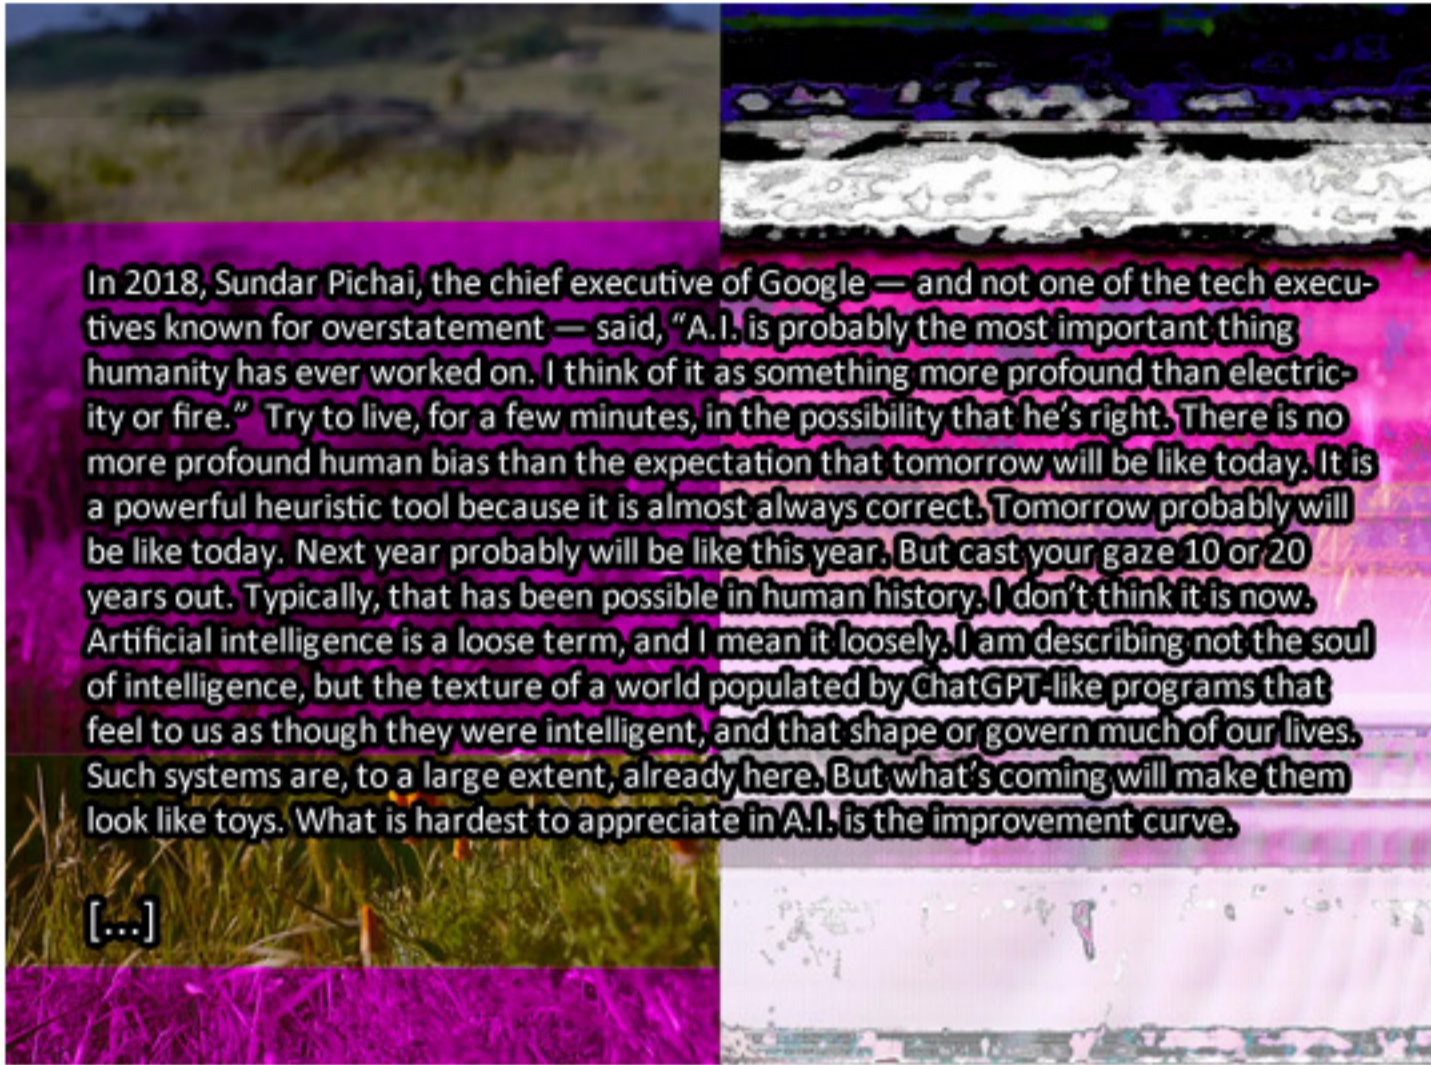 In 2018, Sundar Pichai, the chief executive of Google — and not one of the tech execu-
tives known for overstatement — said, “A.I. is probably the most important thing
humanity has ever worked on. I think of it as something more profound than electric-
ity or fire.”  Try to live, for a few minutes, in the possibility that he’s right. There is no
more profound human bias than the expectation that tomorrow will be like today. It is
a powerful heuristic tool because it is almost always correct. Tomorrow probably will
be like today. Next year probably will be like this year. But cast your gaze 10 or 20
years out. Typically, that has been possible in human history. I don’t think it is now.
Artificial intelligence is a loose term, and I mean it loosely. I am describing not the soul
of intelligence, but the texture of a world populated by ChatGPT-like programs that
feel to us as though they were intelligent, and that shape or govern much of our lives.
Such systems are, to a large extent, already here. But what’s coming will make them
look like toys. What is hardest to appreciate in A.I. is the improvement curve.
[...]